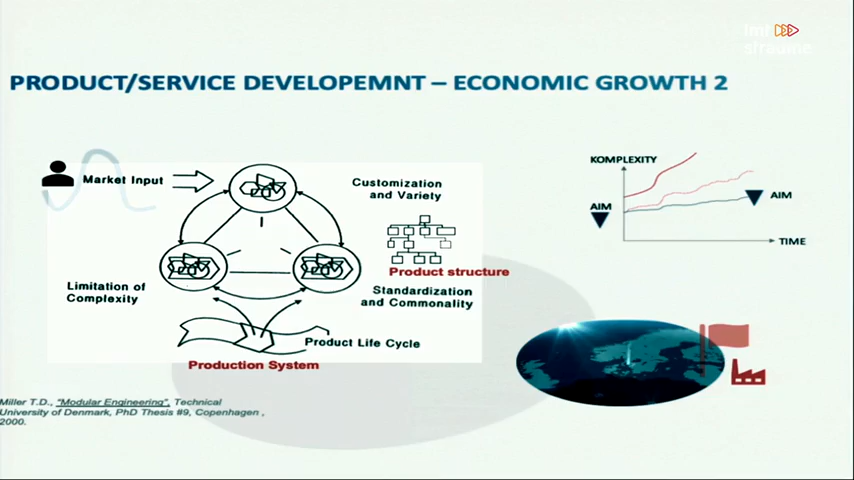 imt
straume
PRODUCT/SERVICE DEVELOPEMNT – ECONOMIC GROWTH 2
Market Input
Customization
and Variety
Product structure
Limitation of
Complexity
Standardization
and Commonality
Product Life Cycle
Production System
KOMPLEXITY
AIM
AIM
TIME
Miller T.D., "Modular Engineering", Technical
University of Denmark, PhD Thesis #9, Copenhagen ,
2000.